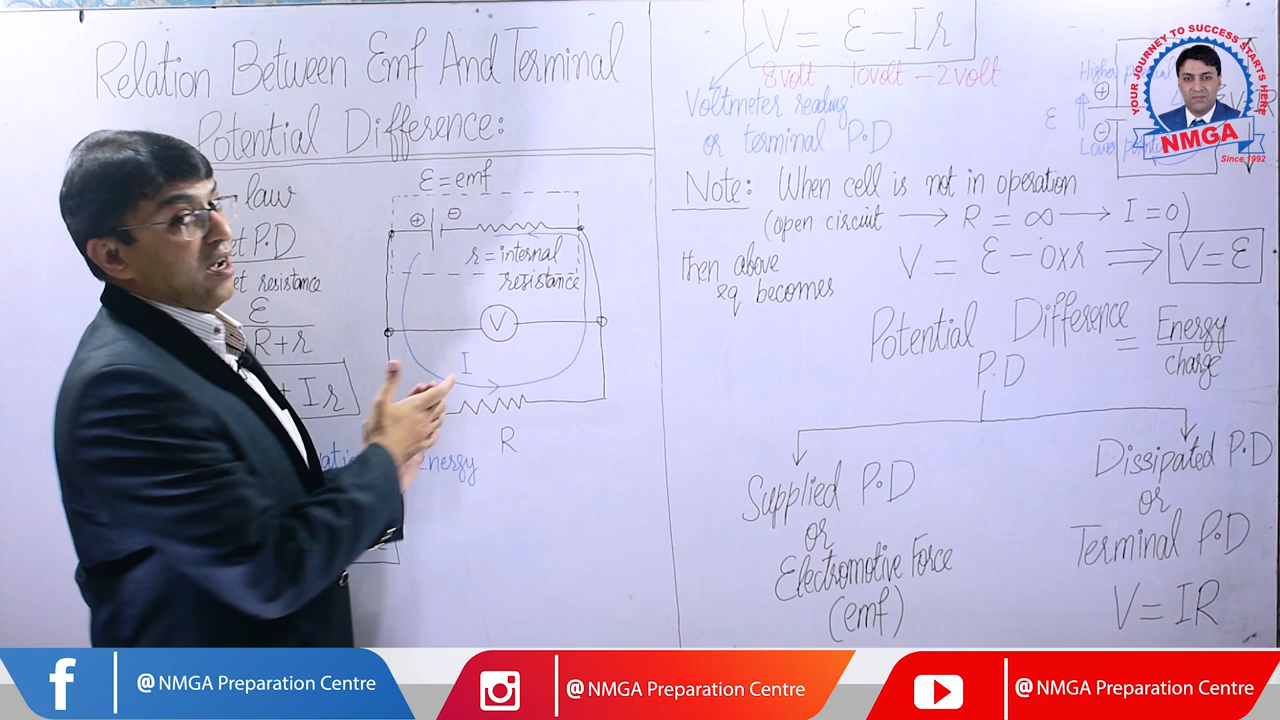 Relation Between Emf And Terminal
Potential Difference:
law
P.D
resistance
ε
R+r
+ Ir
energy
ε = emf
⊕ ⊖
r = internal
resistance
V
I
R
V = ε - Ir
8 volt 10 volt - 2 volt
Voltmeter reading
or terminal P.D
ε
⊕
⊖
Note: When cell is not in operation
(open circuit → R = ∞ → I = 0)
then above
eq becomes
V = ε - 0×r ⟹ V = ε
Potential Difference = Energy
charge
P.D
Supplied P.D
or
Electromotive Force
(emf)
Dissipated P.D
or
Terminal P.D
V = IR
YOUR JOURNEY TO SUCCESS STARTS HERE
NMGA
Since 1992
@ NMGA Preparation Centre
@ NMGA Preparation Centre
@ NMGA Preparation Centre